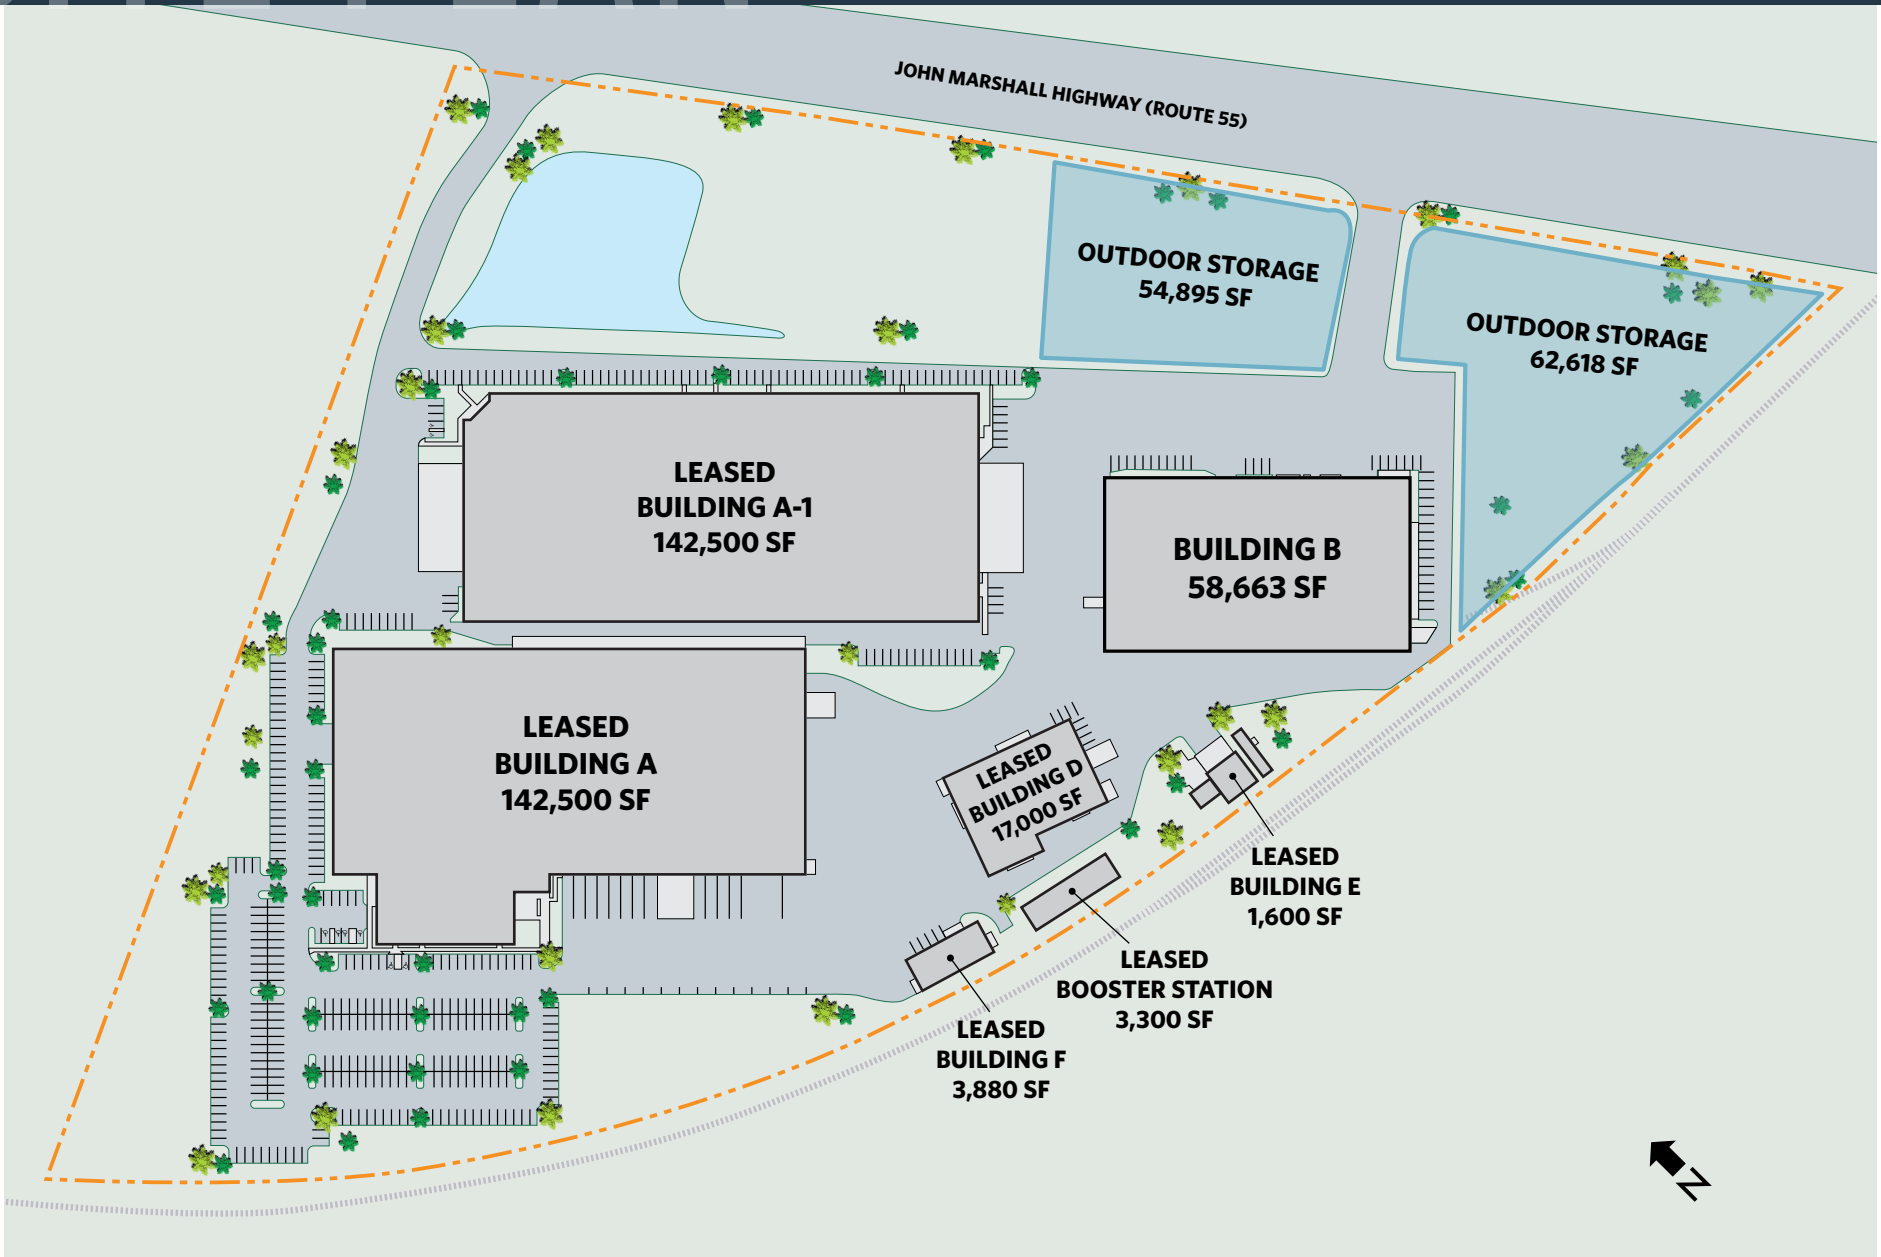 JOHN MARSHALL HIGHWAY (ROUTE 55)
OUTDOOR STORAGE
54,895 SF
OUTDOOR STORAGE
62,618 SF
LEASED
BUILDING A-1
142,500 SF
BUILDING B
58,663 SF
LEASED
BUILDING A
142,500 SF
LEASED
BUILDING D
17,000 SF
LEASED
BUILDING E
1,600 SF
LEASED
BOOSTER STATION
3,300 SF
LEASED
BUILDING F
3,880 SF
N